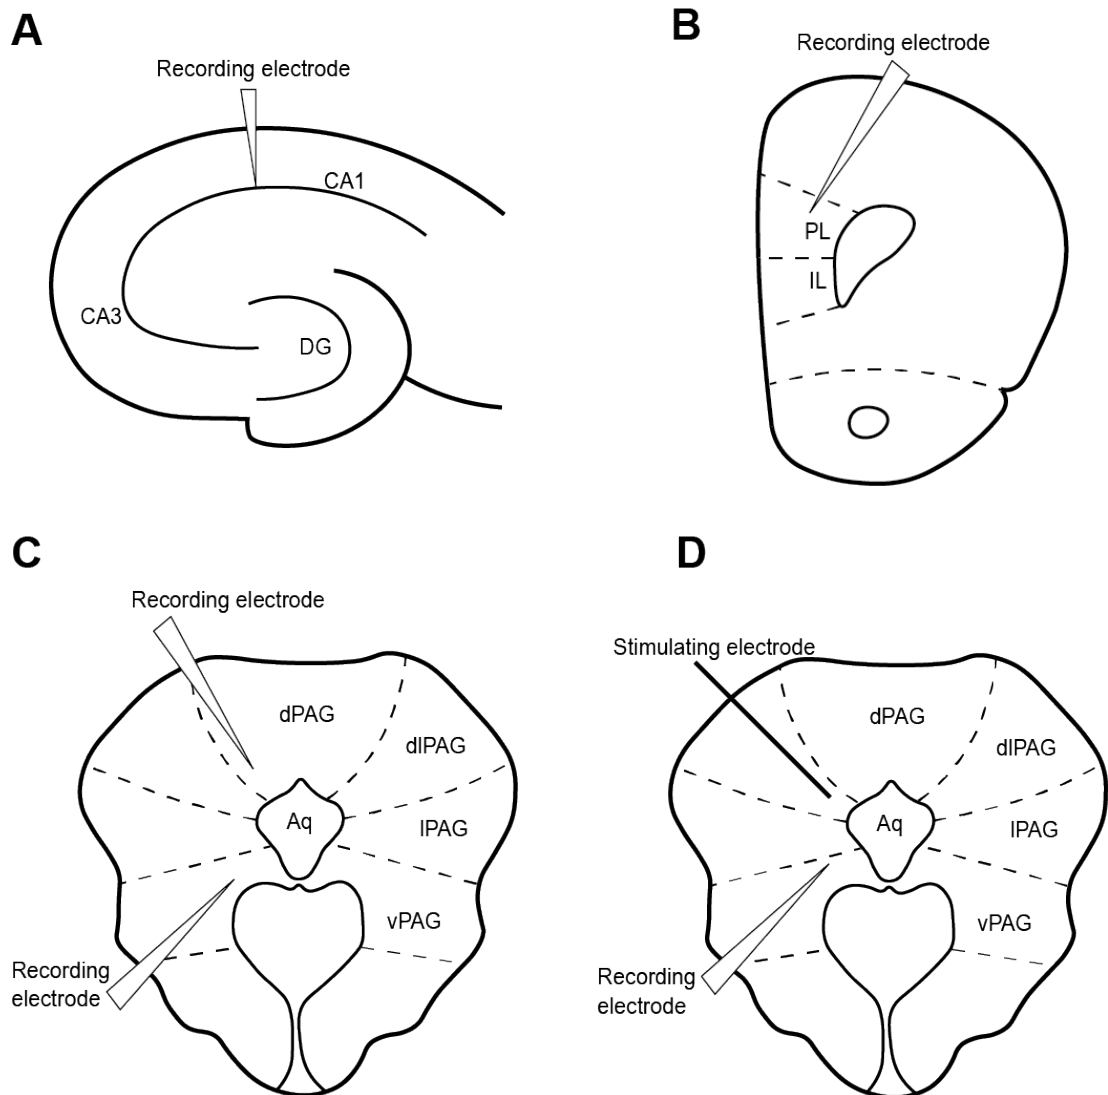 A
Recording electrode
CA1
CA3
DG
B
Recording electrode
PL
IL
C
Recording electrode
dPAG
dlPAG
Aq
lPAG
vPAG
Recording
electrode
D
Stimulating electrode
dPAG
dlPAG
Aq
lPAG
vPAG
Recording
electrode